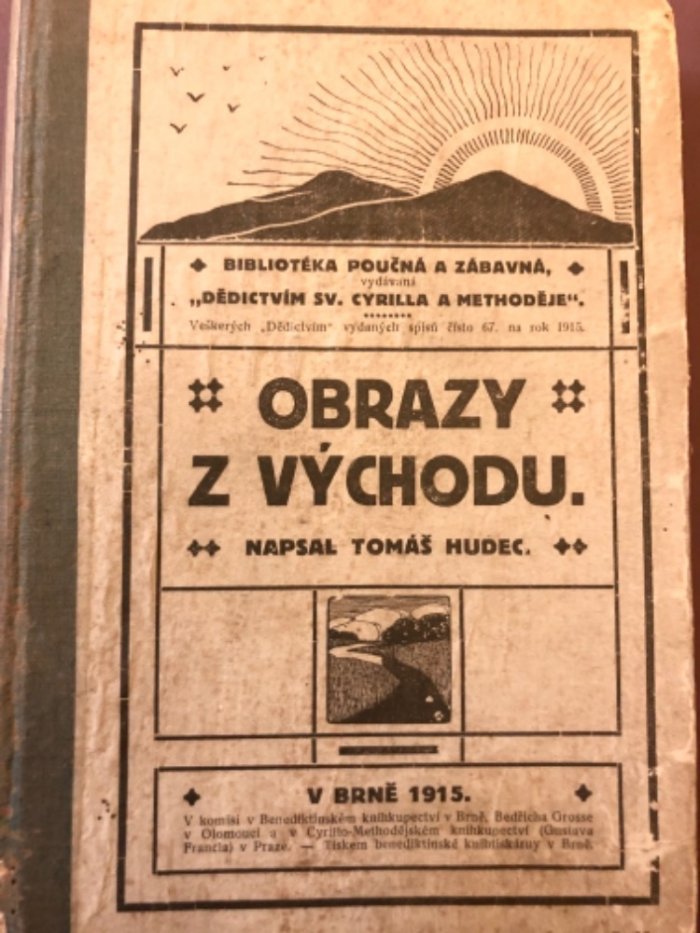 BIBLIOTÉKA POUČNÁ A ZÁBAVNÁ,
vydávaná
„DĚDICTVÍM SV. CYRILLA A METHODĚJE“.
Veškerých „Dědictvím“ vydaných spisů číslo 67. na rok 1915.
OBRAZY
Z VÝCHODU.
NAPSAL TOMÁŠ HUDEC.
V BRNĚ 1915.
V komisi v Benediktinském knihkupectví v Brně, Bedřicha Grosse
v Olomouci a v Cyrillo-Methodějském knihkupectví (Gustava
Francla) v Praze. — Tiskem benediktinské knihtiskárny v Brně.